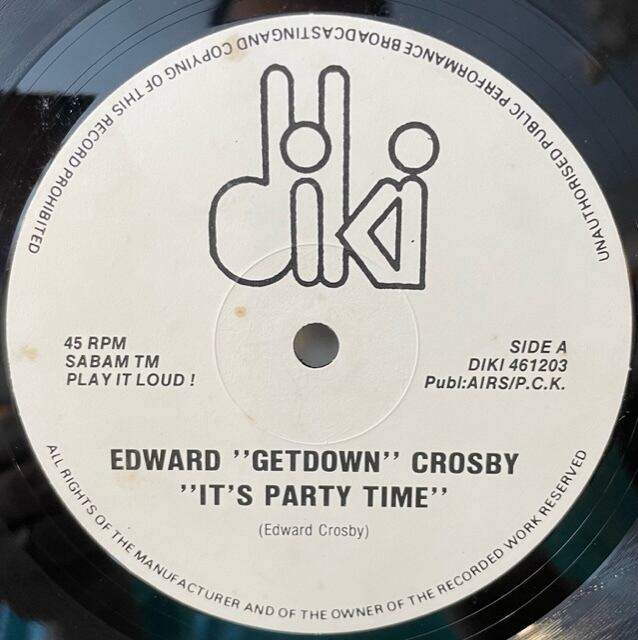 UNAUTHORISED PUBLIC PERFORMANCE BROADCASTING AND COPYING OF THIS RECORD PROHIBITED
diki
45 RPM
SABAM TM
PLAY IT LOUD !
SIDE A
DIKI 461203
Publ:AIRS/P.C.K.
EDWARD "GETDOWN" CROSBY
"IT'S PARTY TIME"
(Edward Crosby)
ALL RIGHTS OF THE MANUFACTURER AND OF THE OWNER OF THE RECORDED WORK RESERVED